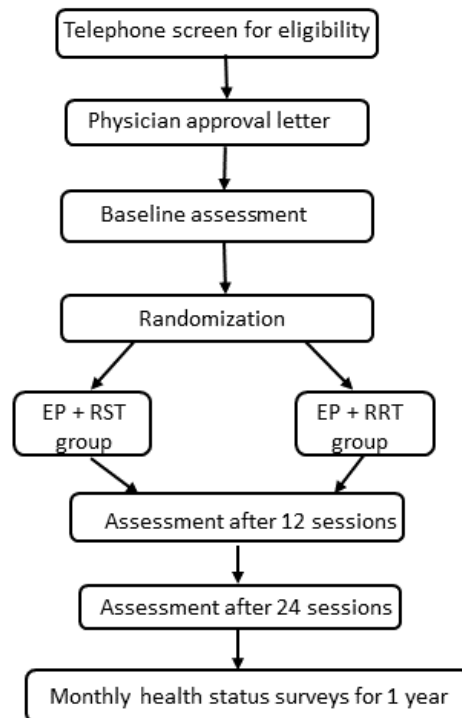 Telephone screen for eligibility
Physician approval letter
Baseline assessment
Randomization
EP + RST
group
EP + RRT
group
Assessment after 12 sessions
Assessment after 24 sessions
Monthly health status surveys for 1 year